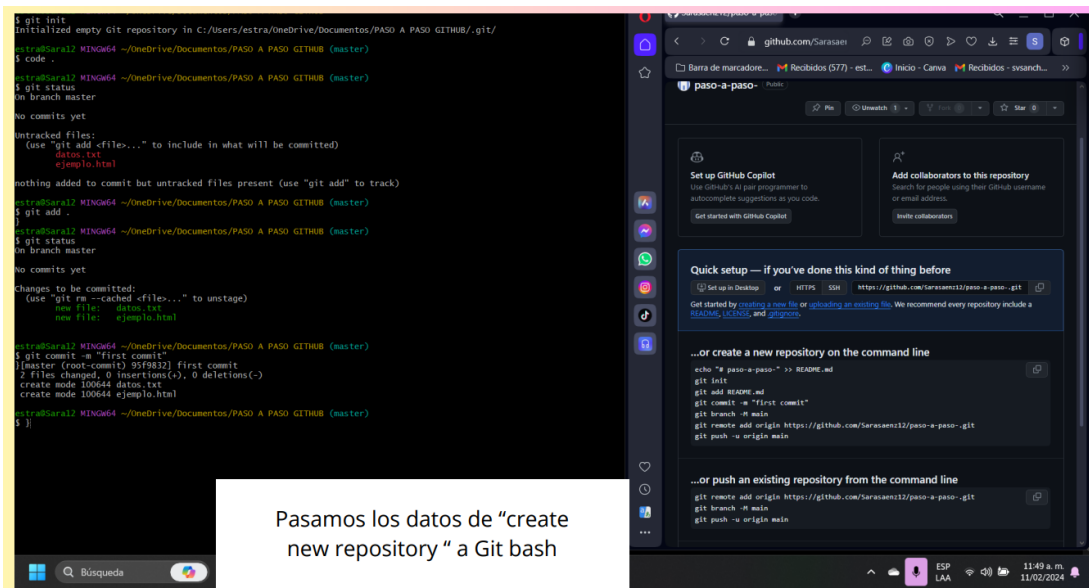 $ git init
Initialized empty Git repository in C:/Users/estra/OneDrive/Documentos/PASO A PASO GITHUB/.git/
estra@Sara12 MINGW64 ~/OneDrive/Documentos/PASO A PASO GITHUB (master)
$ code .
estra@Sara12 MINGW64 ~/OneDrive/Documentos/PASO A PASO GITHUB (master)
$ git status
On branch master
No commits yet
Untracked files:
(use "git add <file>..." to include in what will be committed)
datos.txt
ejemplo.html
nothing added to commit but untracked files present (use "git add" to track)
estra@Sara12 MINGW64 ~/OneDrive/Documentos/PASO A PASO GITHUB (master)
$ git add .
}
estra@Sara12 MINGW64 ~/OneDrive/Documentos/PASO A PASO GITHUB (master)
$ git status
On branch master
No commits yet
Changes to be committed:
(use "git rm --cached <file>..." to unstage)
new file:   datos.txt
new file:   ejemplo.html
estra@Sara12 MINGW64 ~/OneDrive/Documentos/PASO A PASO GITHUB (master)
$ git commit -m "first commit"
}[master (root-commit) 95f9832] first commit
2 files changed, 0 insertions(+), 0 deletions(-)
create mode 100644 datos.txt
create mode 100644 ejemplo.html
estra@Sara12 MINGW64 ~/OneDrive/Documentos/PASO A PASO GITHUB (master)
$ }
github.com/Sarasaer
S
Barra de marcadore... Recibidos (577) - est... Inicio - Canva Recibidos - svsanch... »
paso-a-paso- Public
Pin Unwatch 1 Fork Star 0
Set up GitHub Copilot
Use GitHub's AI pair programmer to
autocomplete suggestions as you code.
Get started with GitHub Copilot
Add collaborators to this repository
Search for people using their GitHub username
or email address.
Invite collaborators
Quick setup — if you've done this kind of thing before
Set up in Desktop or HTTPS SSH https://github.com/Sarasaenz12/paso-a-paso-.git
Get started by creating a new file or uploading an existing file. We recommend every repository include a
README, LICENSE, and .gitignore.
...or create a new repository on the command line
echo "# paso-a-paso-" >> README.md
git init
git add README.md
git commit -m "first commit"
git branch -M main
git remote add origin https://github.com/Sarasaenz12/paso-a-paso-.git
git push -u origin main
...or push an existing repository from the command line
git remote add origin https://github.com/Sarasaenz12/paso-a-paso-.git
git branch -M main
git push -u origin main
Pasamos los datos de “create
new repository “ a Git bash
Búsqueda
ESP
LAA
11:49 a. m.
11/02/2024